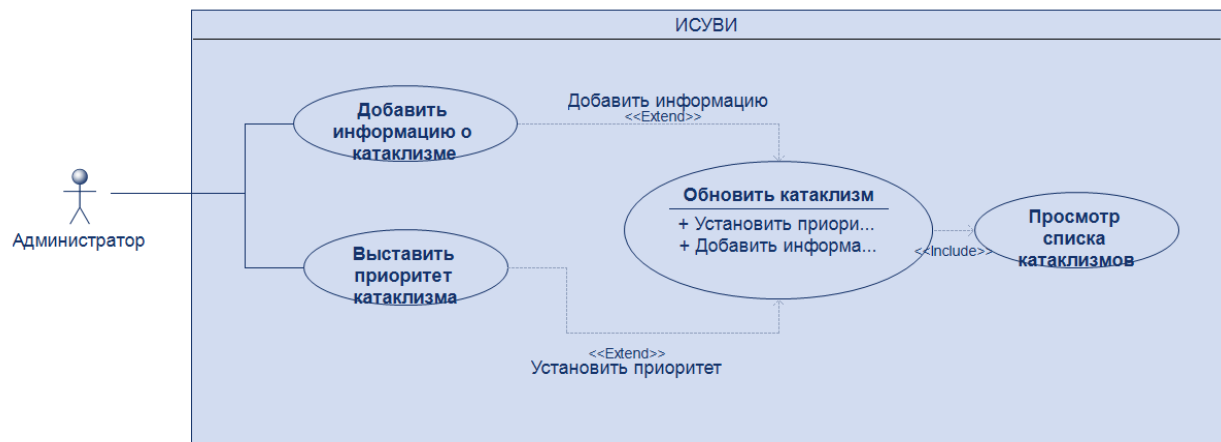 ИСУВИ
Добавить
информацию о
катаклизме
Добавить информацию
<<Extend>>
Администратор
Обновить катаклизм
+ Установить приори...
+ Добавить информа...
<<Include>>
Просмотр
списка
катаклизмов
Выставить
приоритет
катаклизма
<<Extend>>
Установить приоритет